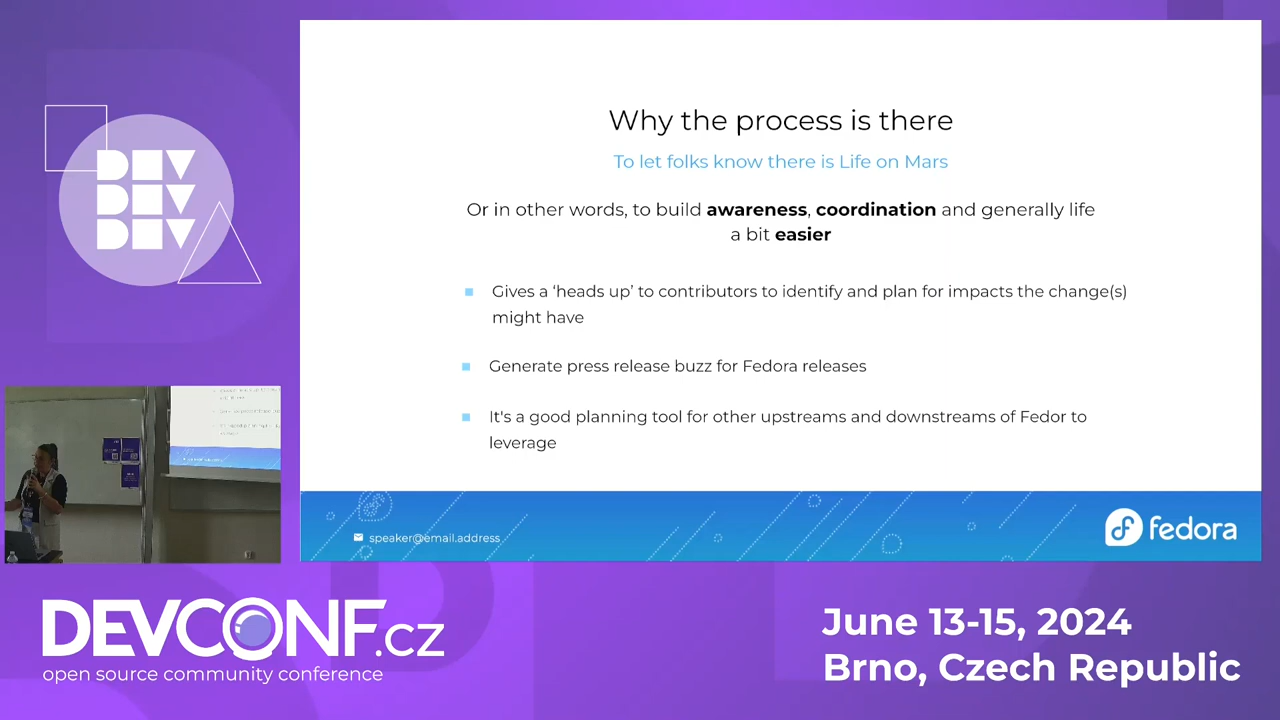 DEV
DEV
DEV
Why the process is there
To let folks know there is Life on Mars
Or in other words, to build awareness, coordination and generally life
a bit easier
Gives a ‘heads up’ to contributors to identify and plan for impacts the change(s)
might have
Generate press release buzz for Fedora releases
It's a good planning tool for other upstreams and downstreams of Fedor to
leverage
speaker@email.address
fedora
DEVCONF.cz
open source community conference
June 13-15, 2024
Brno, Czech Republic